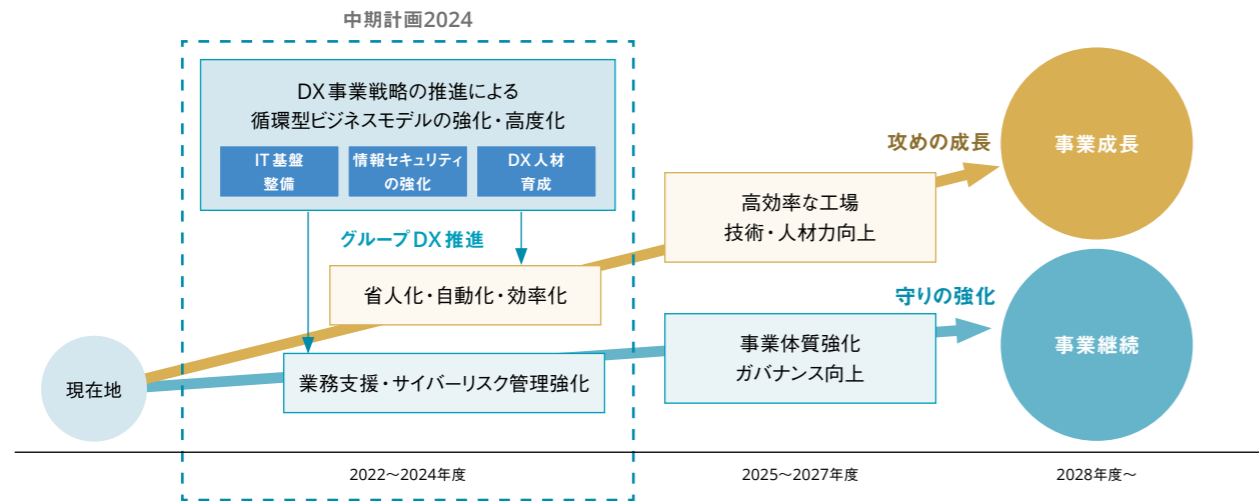 中期計画2024
DX事業戦略の推進による
循環型ビジネスモデルの強化・高度化
IT基盤
整備
情報セキュリティ
の強化
DX人材
育成
グループDX推進
省人化・自動化・効率化
業務支援・サイバーリスク管理強化
現在地
高効率な工場
技術・人材力向上
事業体質強化
ガバナンス向上
攻めの成長
事業成長
守りの強化
事業継続
2022〜2024年度
2025〜2027年度
2028年度〜